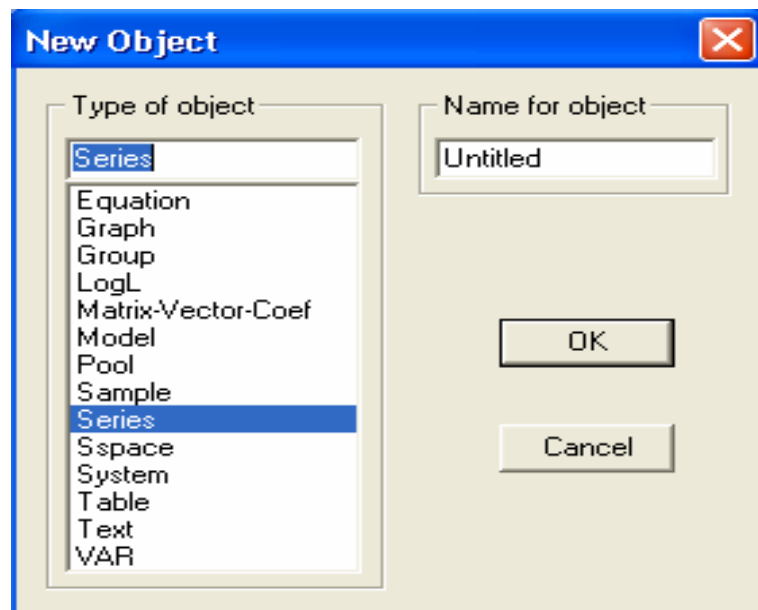 New Object
Type of object
Series
Equation
Graph
Group
LogL
Matrix-Vector-Coef
Model
Pool
Sample
Series
Sspace
System
Table
Text
VAR
Name for object
Untitled
OK
Cancel